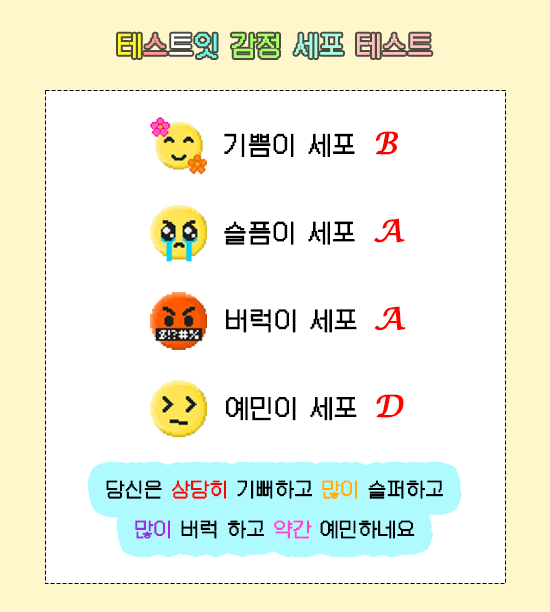 테스트잇 감정 세포 테스트
기쁨이 세포 B
슬픔이 세포 A
버럭이 세포 A
&!?#%
예민이 세포 D
당신은 상당히 기뻐하고 많이 슬퍼하고
많이 버럭 하고 약간 예민하네요